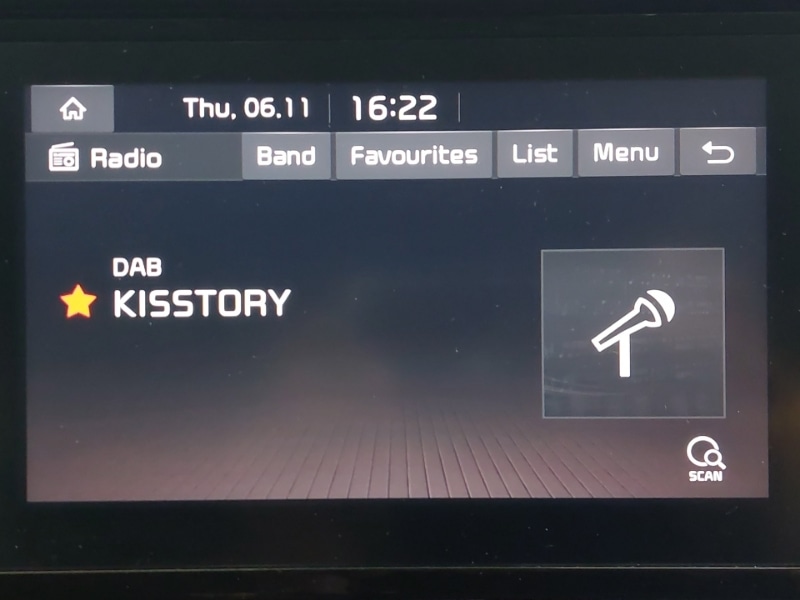 Thu, 06.11 16:22
Radio Band Favourites List Menu
DAB
KISSTORY
SCAN